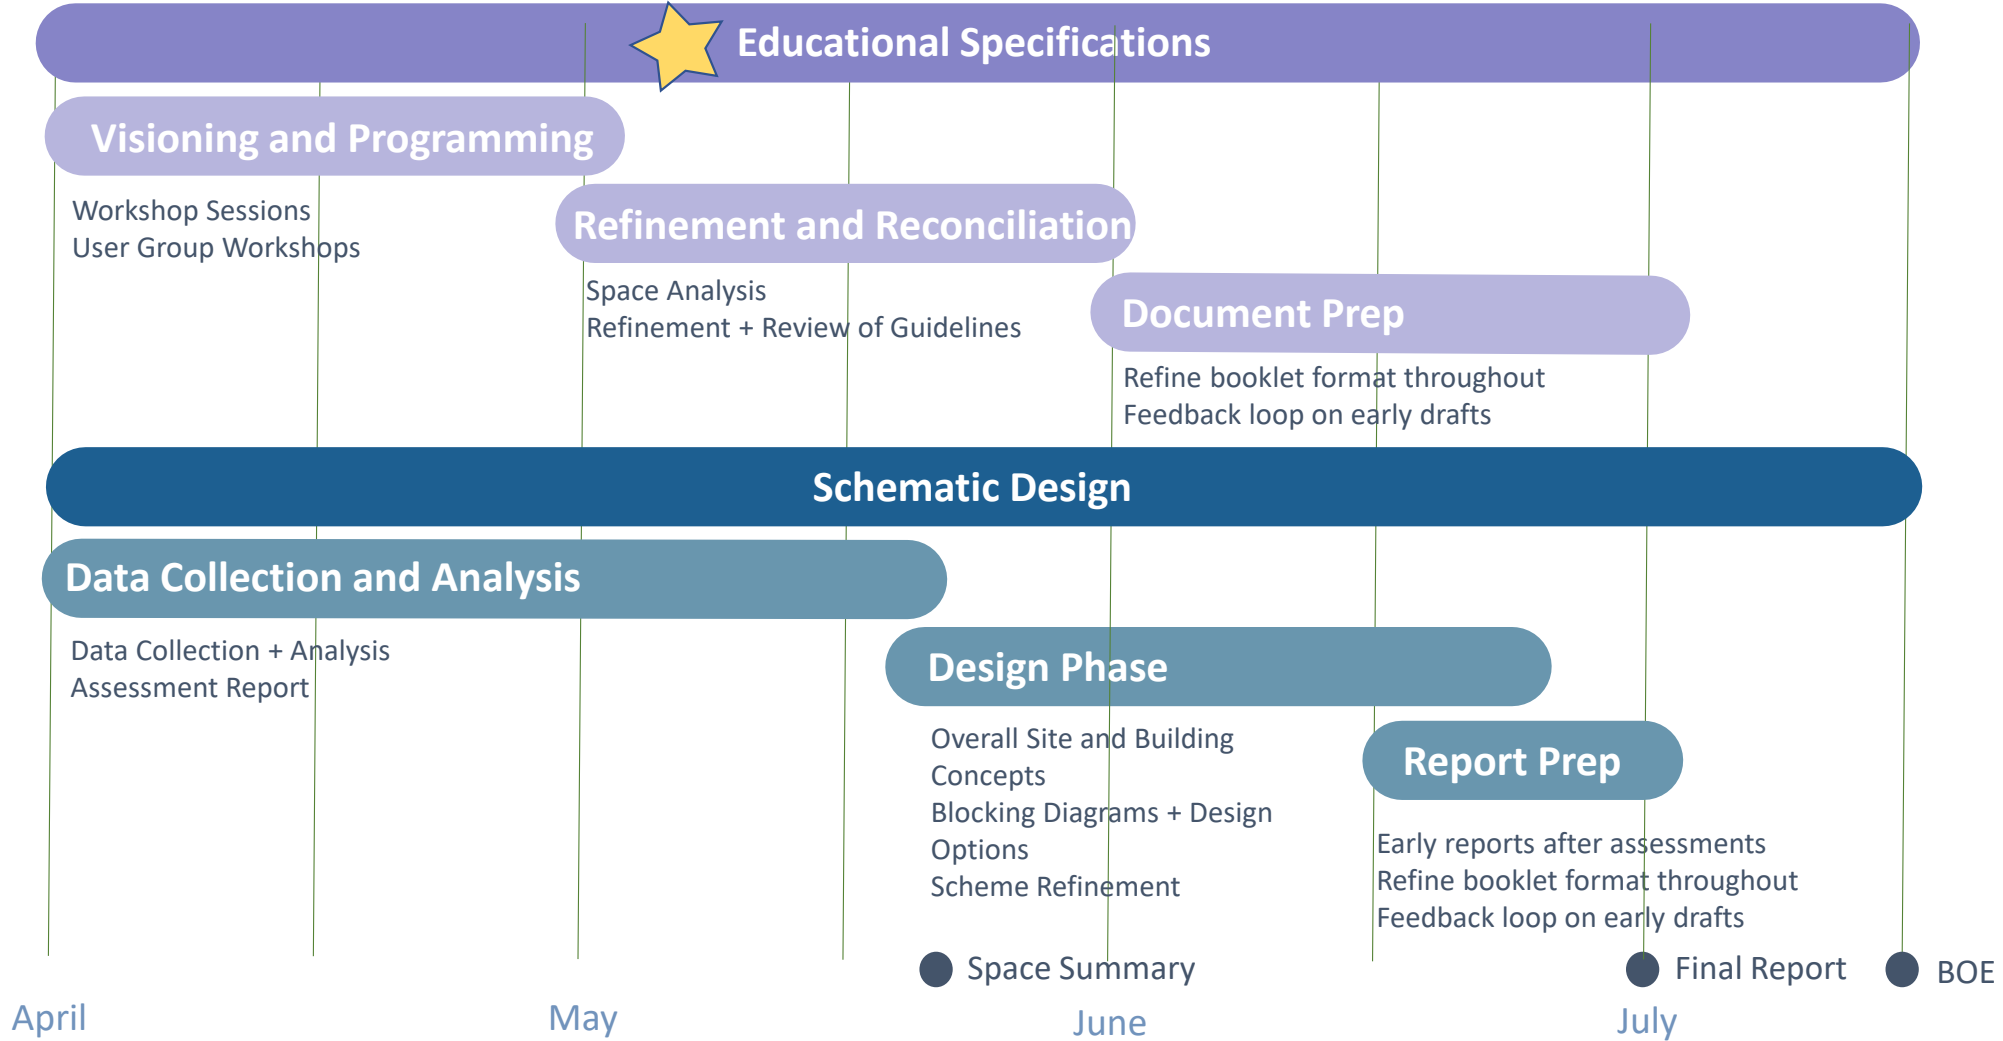 Educational Specifications
Visioning and Programming
Workshop Sessions
User Group Workshops
Refinement and Reconciliation
Space Analysis
Refinement + Review of Guidelines
Document Prep
Refine booklet format throughout
Feedback loop on early drafts
Schematic Design
Data Collection and Analysis
Data Collection + Analysis
Assessment Report
Design Phase
Overall Site and Building
Concepts
Blocking Diagrams + Design
Options
Scheme Refinement
Report Prep
Early reports after assessments
Refine booklet format throughout
Feedback loop on early drafts
Space Summary
Final Report
BOE
April
May
June
July